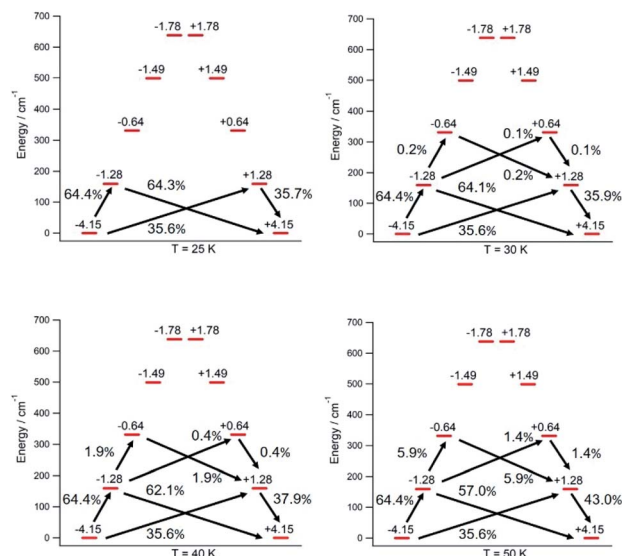 700
600
500
400
300
200
100
0
Energy / cm⁻¹
-1.78 +1.78
-1.49 +1.49
-0.64 +0.64
-1.28 +1.28
64.4% 64.3% 35.7%
-4.15 35.6% +4.15
T = 25 K
700
600
500
400
300
200
100
0
Energy / cm⁻¹
-1.78 +1.78
-1.49 +1.49
-0.64 +0.64
0.2% 0.1% 0.1%
-1.28 0.2% +1.28
64.4% 64.1% 35.9%
-4.15 35.6% +4.15
T = 30 K
700
600
500
400
300
200
100
0
Energy / cm⁻¹
-1.78 +1.78
-1.49 +1.49
-0.64 +0.64
1.9% 0.4% 0.4%
-1.28 1.9% +1.28
64.4% 62.1% 37.9%
-4.15 35.6% +4.15
T = 40 K
700
600
500
400
300
200
100
0
Energy / cm⁻¹
-1.78 +1.78
-1.49 +1.49
-0.64 +0.64
5.9% 1.4% 1.4%
-1.28 5.9% +1.28
64.4% 57.0% 43.0%
-4.15 35.6% +4.15
T = 50 K